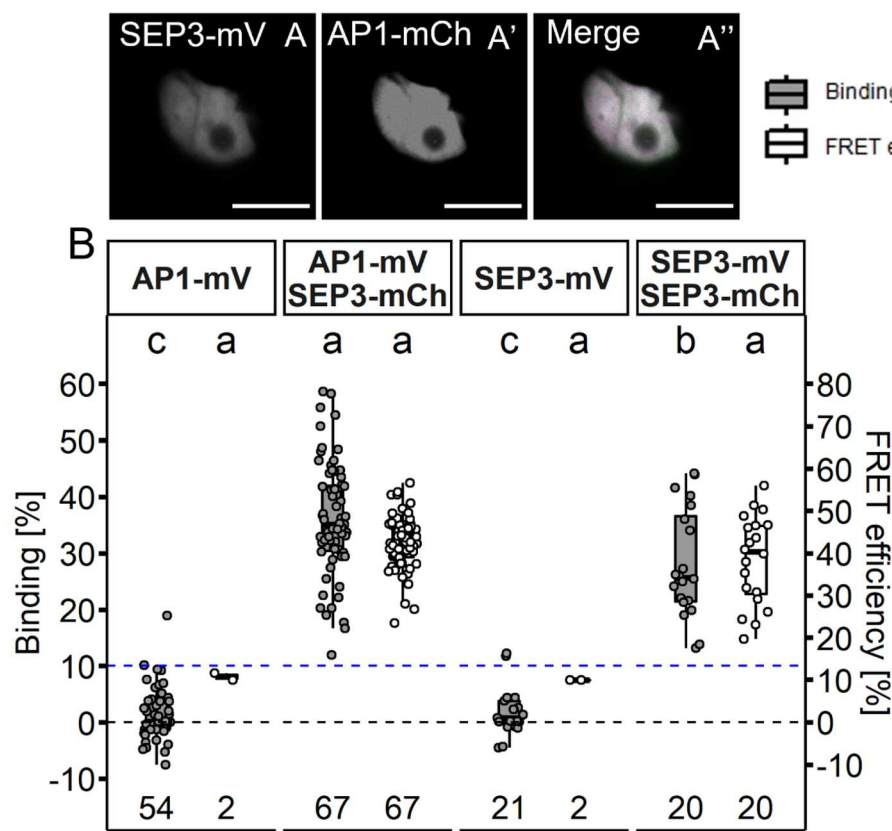 SEP3-mV A
AP1-mCh A'
Merge A''
Binding
FRET e
B
AP1-mV
AP1-mV
SEP3-mCh
SEP3-mV
SEP3-mV
SEP3-mCh
c a a a c a b a
60
50
40
30
20
10
0
-10
Binding [%]
80
70
60
50
40
30
20
10
0
-10
FRET efficiency [%]
54 2 67 67 21 2 20 20